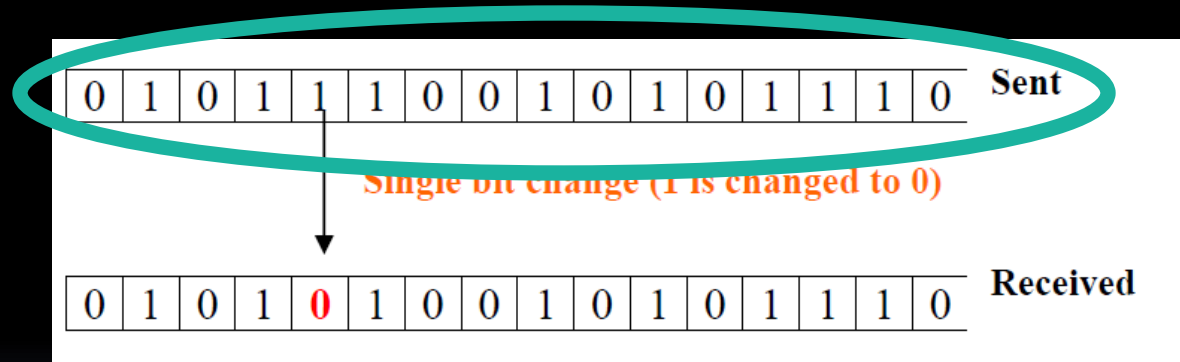 0 1 0 1 1 1 0 0 1 0 1 0 1 1 1 0 Sent
Single bit change (1 is changed to 0)
0 1 0 1 0 1 0 0 1 0 1 0 1 1 1 0 Received